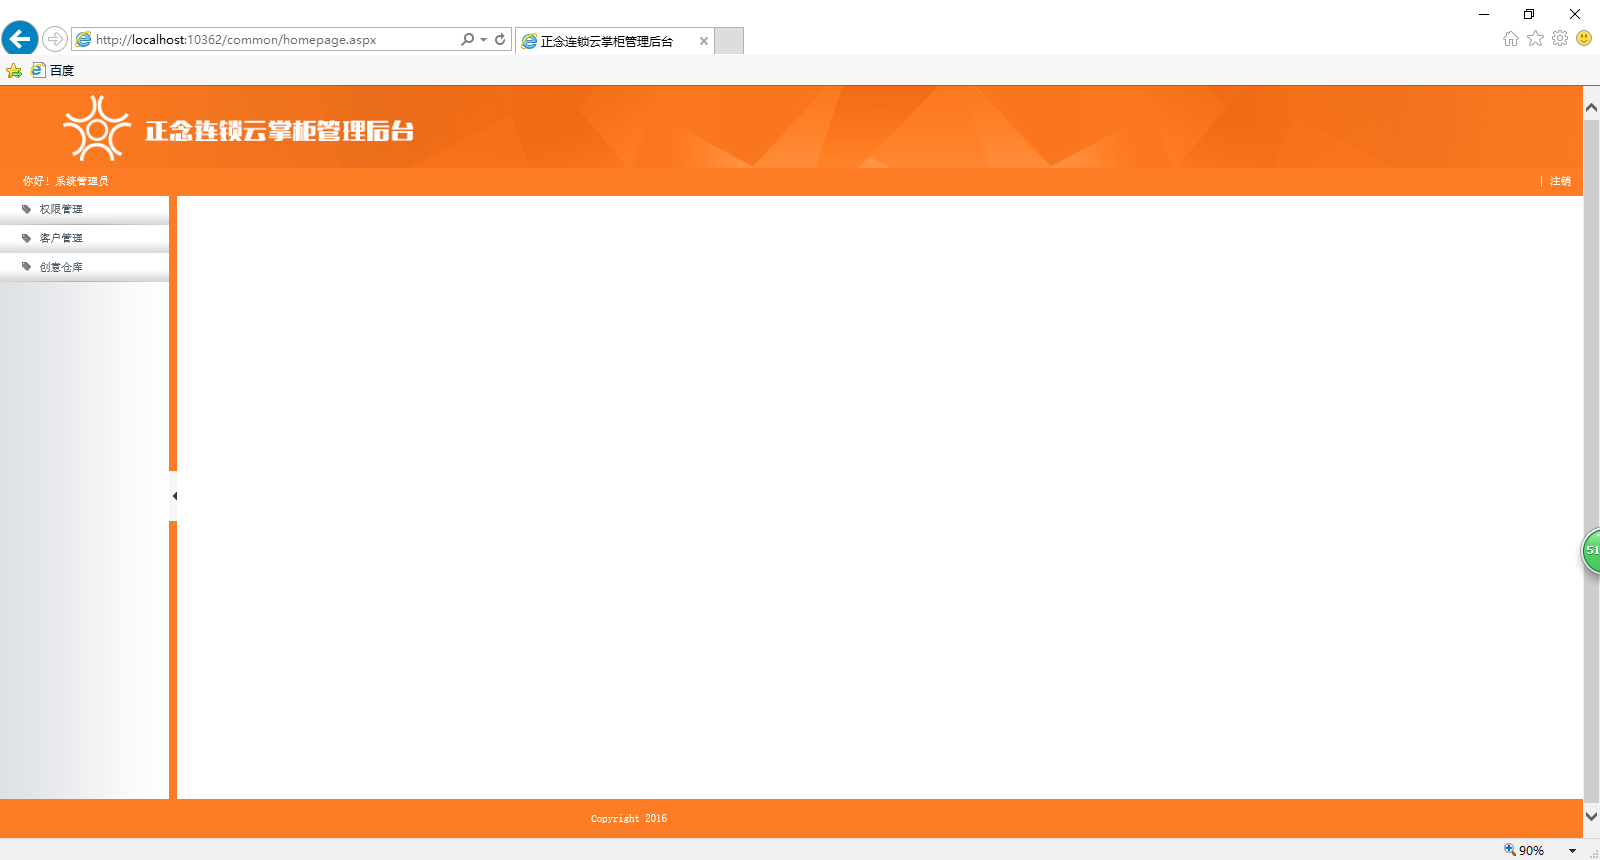 http://localhost:10362/common/homepage.aspx
正念连锁云掌柜管理后台
百度
正念连锁云掌柜管理后台
你好！系统管理员
| 注销
权限管理
客户管理
创意仓库
51
Copyright 2016
90%